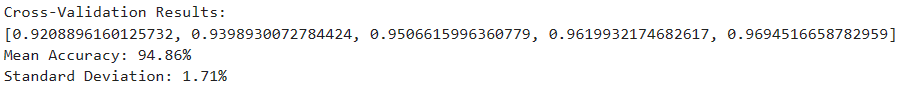 Cross-Validation Results:
[0.9208896160125732, 0.9398930072784424, 0.9506615996360779, 0.9619932174682617, 0.9694516658782959]
Mean Accuracy: 94.86%
Standard Deviation: 1.71%